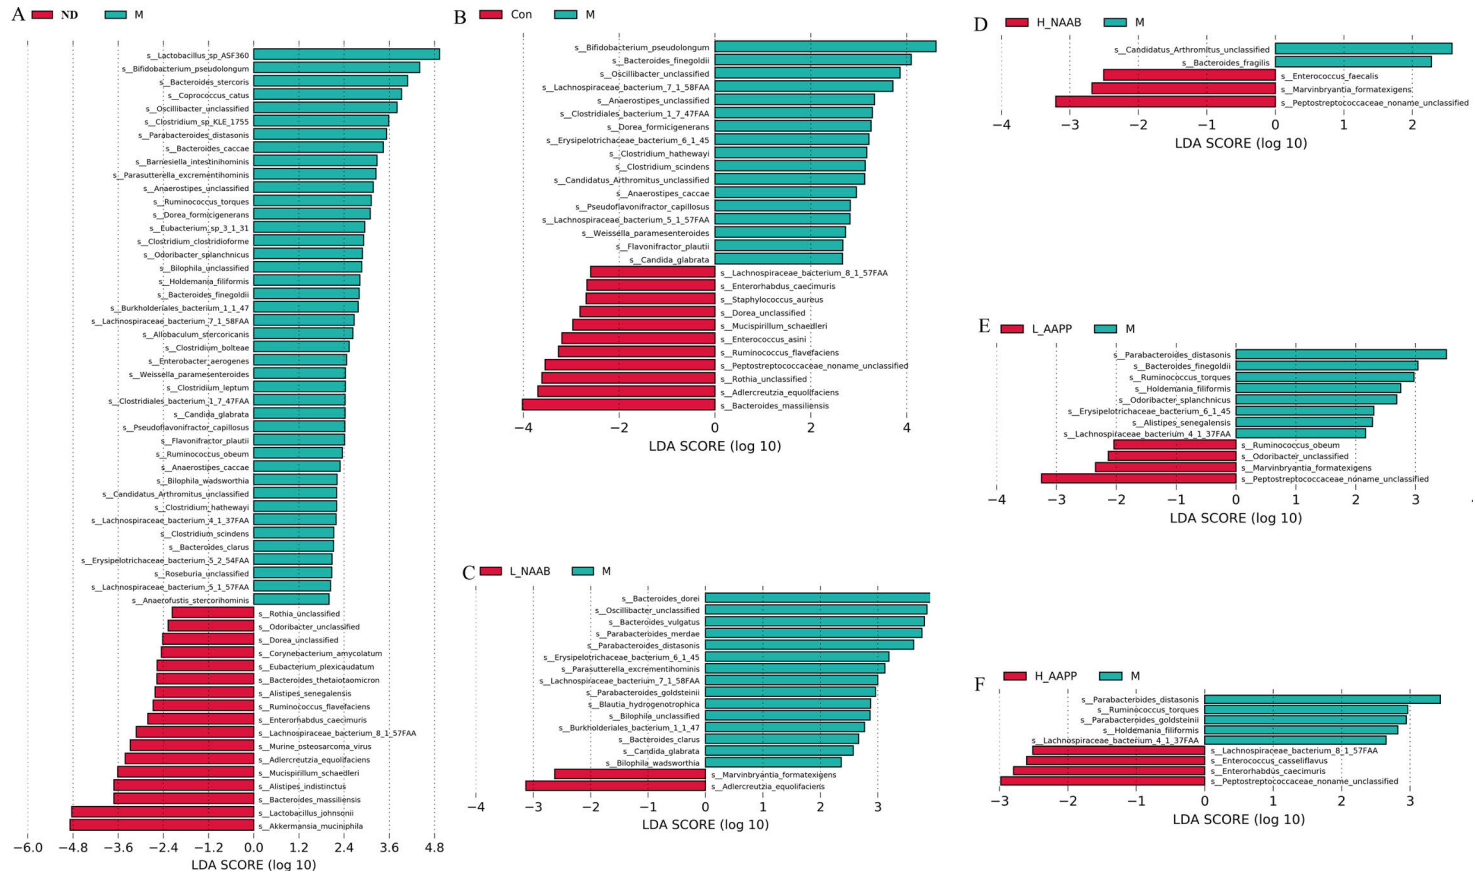 A
ND M
s__Lactobacillus_sp_ASF360
s__Bifidobacterium_pseudolongum
s__Bacteroides_stercoris
s__Coprococcus_catus
s__Oscillibacter_unclassified
s__Clostridium_sp_KLE_1755
s__Parabacteroides_distasonis
s__Bacteroides_caccae
s__Barnesiella_intestinihominis
s__Parasutterella_excrementihominis
s__Anaerostipes_unclassified
s__Ruminococcus_torques
s__Dorea_formicigenerans
s__Eubacterium_sp_3_1_31
s__Clostridium_clostridioforme
s__Odoribacter_splanchnicus
s__Bilophila_unclassified
s__Holdemania_filiformis
s__Bacteroides_finegoldii
s__Burkholderiales_bacterium_1_1_47
s__Lachnospiraceae_bacterium_7_1_58FAA
s__Allobaculum_stercoricanis
s__Clostridium_bolteae
s__Enterobacter_aerogenes
s__Weissella_paramesenteroides
s__Clostridium_leptum
s__Clostridiales_bacterium_1_7_47FAA
s__Candida_glabrata
s__Pseudoflavonifractor_capillosus
s__Flavonifractor_plautii
s__Ruminococcus_obeum
s__Anaerostipes_caccae
s__Bilophila_wadsworthia
s__Candidatus_Arthromitus_unclassified
s__Clostridium_hathewayi
s__Lachnospiraceae_bacterium_4_1_37FAA
s__Clostridium_scindens
s__Bacteroides_clarus
s__Erysipelotrichaceae_bacterium_5_2_54FAA
s__Roseburia_unclassified
s__Lachnospiraceae_bacterium_5_1_57FAA
s__Anaerofustis_stercorihominis
s__Rothia_unclassified
s__Odoribacter_unclassified
s__Dorea_unclassified
s__Corynebacterium_amycolatum
s__Eubacterium_plexicaudatum
s__Bacteroides_thetaiotaomicron
s__Alistipes_senegalensis
s__Ruminococcus_flavefaciens
s__Enterorhabdus_caecimuris
s__Lachnospiraceae_bacterium_8_1_57FAA
s__Murine_osteosarcoma_virus
s__Adlercreutzia_equolifaciens
s__Mucispirillum_schaedleri
s__Alistipes_indistinctus
s__Bacteroides_massiliensis
s__Lactobacillus_johnsonii
s__Akkermansia_muciniphila
−6.0 −4.8 −3.6 −2.4 −1.2 0.0 1.2 2.4 3.6 4.8
LDA SCORE (log 10)
B
Con M
s__Bifidobacterium_pseudolongum
s__Bacteroides_finegoldii
s__Oscillibacter_unclassified
s__Lachnospiraceae_bacterium_7_1_58FAA
s__Anaerostipes_unclassified
s__Clostridiales_bacterium_1_7_47FAA
s__Dorea_formicigenerans
s__Erysipelotrichaceae_bacterium_6_1_45
s__Clostridium_hathewayi
s__Clostridium_scindens
s__Candidatus_Arthromitus_unclassified
s__Anaerostipes_caccae
s__Pseudoflavonifractor_capillosus
s__Lachnospiraceae_bacterium_5_1_57FAA
s__Weissella_paramesenteroides
s__Flavonifractor_plautii
s__Candida_glabrata
s__Lachnospiraceae_bacterium_8_1_57FAA
s__Enterorhabdus_caecimuris
s__Staphylococcus_aureus
s__Dorea_unclassified
s__Mucispirillum_schaedleri
s__Enterococcus_asini
s__Ruminococcus_flavefaciens
s__Peptostreptococcaceae_noname_unclassified
s__Rothia_unclassified
s__Adlercreutzia_equolifaciens
s__Bacteroides_massiliensis
−4 −2 0 2 4
LDA SCORE (log 10)
C
L_NAAB M
s__Bacteroides_dorei
s__Oscillibacter_unclassified
s__Bacteroides_vulgatus
s__Parabacteroides_merdae
s__Parabacteroides_distasonis
s__Erysipelotrichaceae_bacterium_6_1_45
s__Parasutterella_excrementihominis
s__Lachnospiraceae_bacterium_7_1_58FAA
s__Parabacteroides_goldsteinii
s__Blautia_hydrogenotrophica
s__Bilophila_unclassified
s__Burkholderiales_bacterium_1_1_47
s__Bacteroides_clarus
s__Candida_glabrata
s__Bilophila_wadsworthia
s__Marvinbryantia_formatexigens
s__Adlercreutzia_equolifaciens
−4 −3 −2 −1 0 1 2 3
LDA SCORE (log 10)
D
H_NAAB M
s__Candidatus_Arthromitus_unclassified
s__Bacteroides_fragilis
s__Enterococcus_faecalis
s__Marvinbryantia_formatexigens
s__Peptostreptococcaceae_noname_unclassified
−4 −3 −2 −1 0 1 2
LDA SCORE (log 10)
E
L_AAPP M
s__Parabacteroides_distasonis
s__Bacteroides_finegoldii
s__Ruminococcus_torques
s__Holdemania_filiformis
s__Odoribacter_splanchnicus
s__Erysipelotrichaceae_bacterium_6_1_45
s__Alistipes_senegalensis
s__Lachnospiraceae_bacterium_4_1_37FAA
s__Ruminococcus_obeum
s__Odoribacter_unclassified
s__Marvinbryantia_formatexigens
s__Peptostreptococcaceae_noname_unclassified
−4 −3 −2 −1 0 1 2 3
LDA SCORE (log 10)
F
H_AAPP M
s__Parabacteroides_distasonis
s__Ruminococcus_torques
s__Parabacteroides_goldsteinii
s__Holdemania_filiformis
s__Lachnospiraceae_bacterium_4_1_37FAA
s__Lachnospiraceae_bacterium_8_1_57FAA
s__Enterococcus_casseliflavus
s__Enterorhabdus_caecimuris
s__Peptostreptococcaceae_noname_unclassified
−3 −2 −1 0 1 2 3
LDA SCORE (log 10)